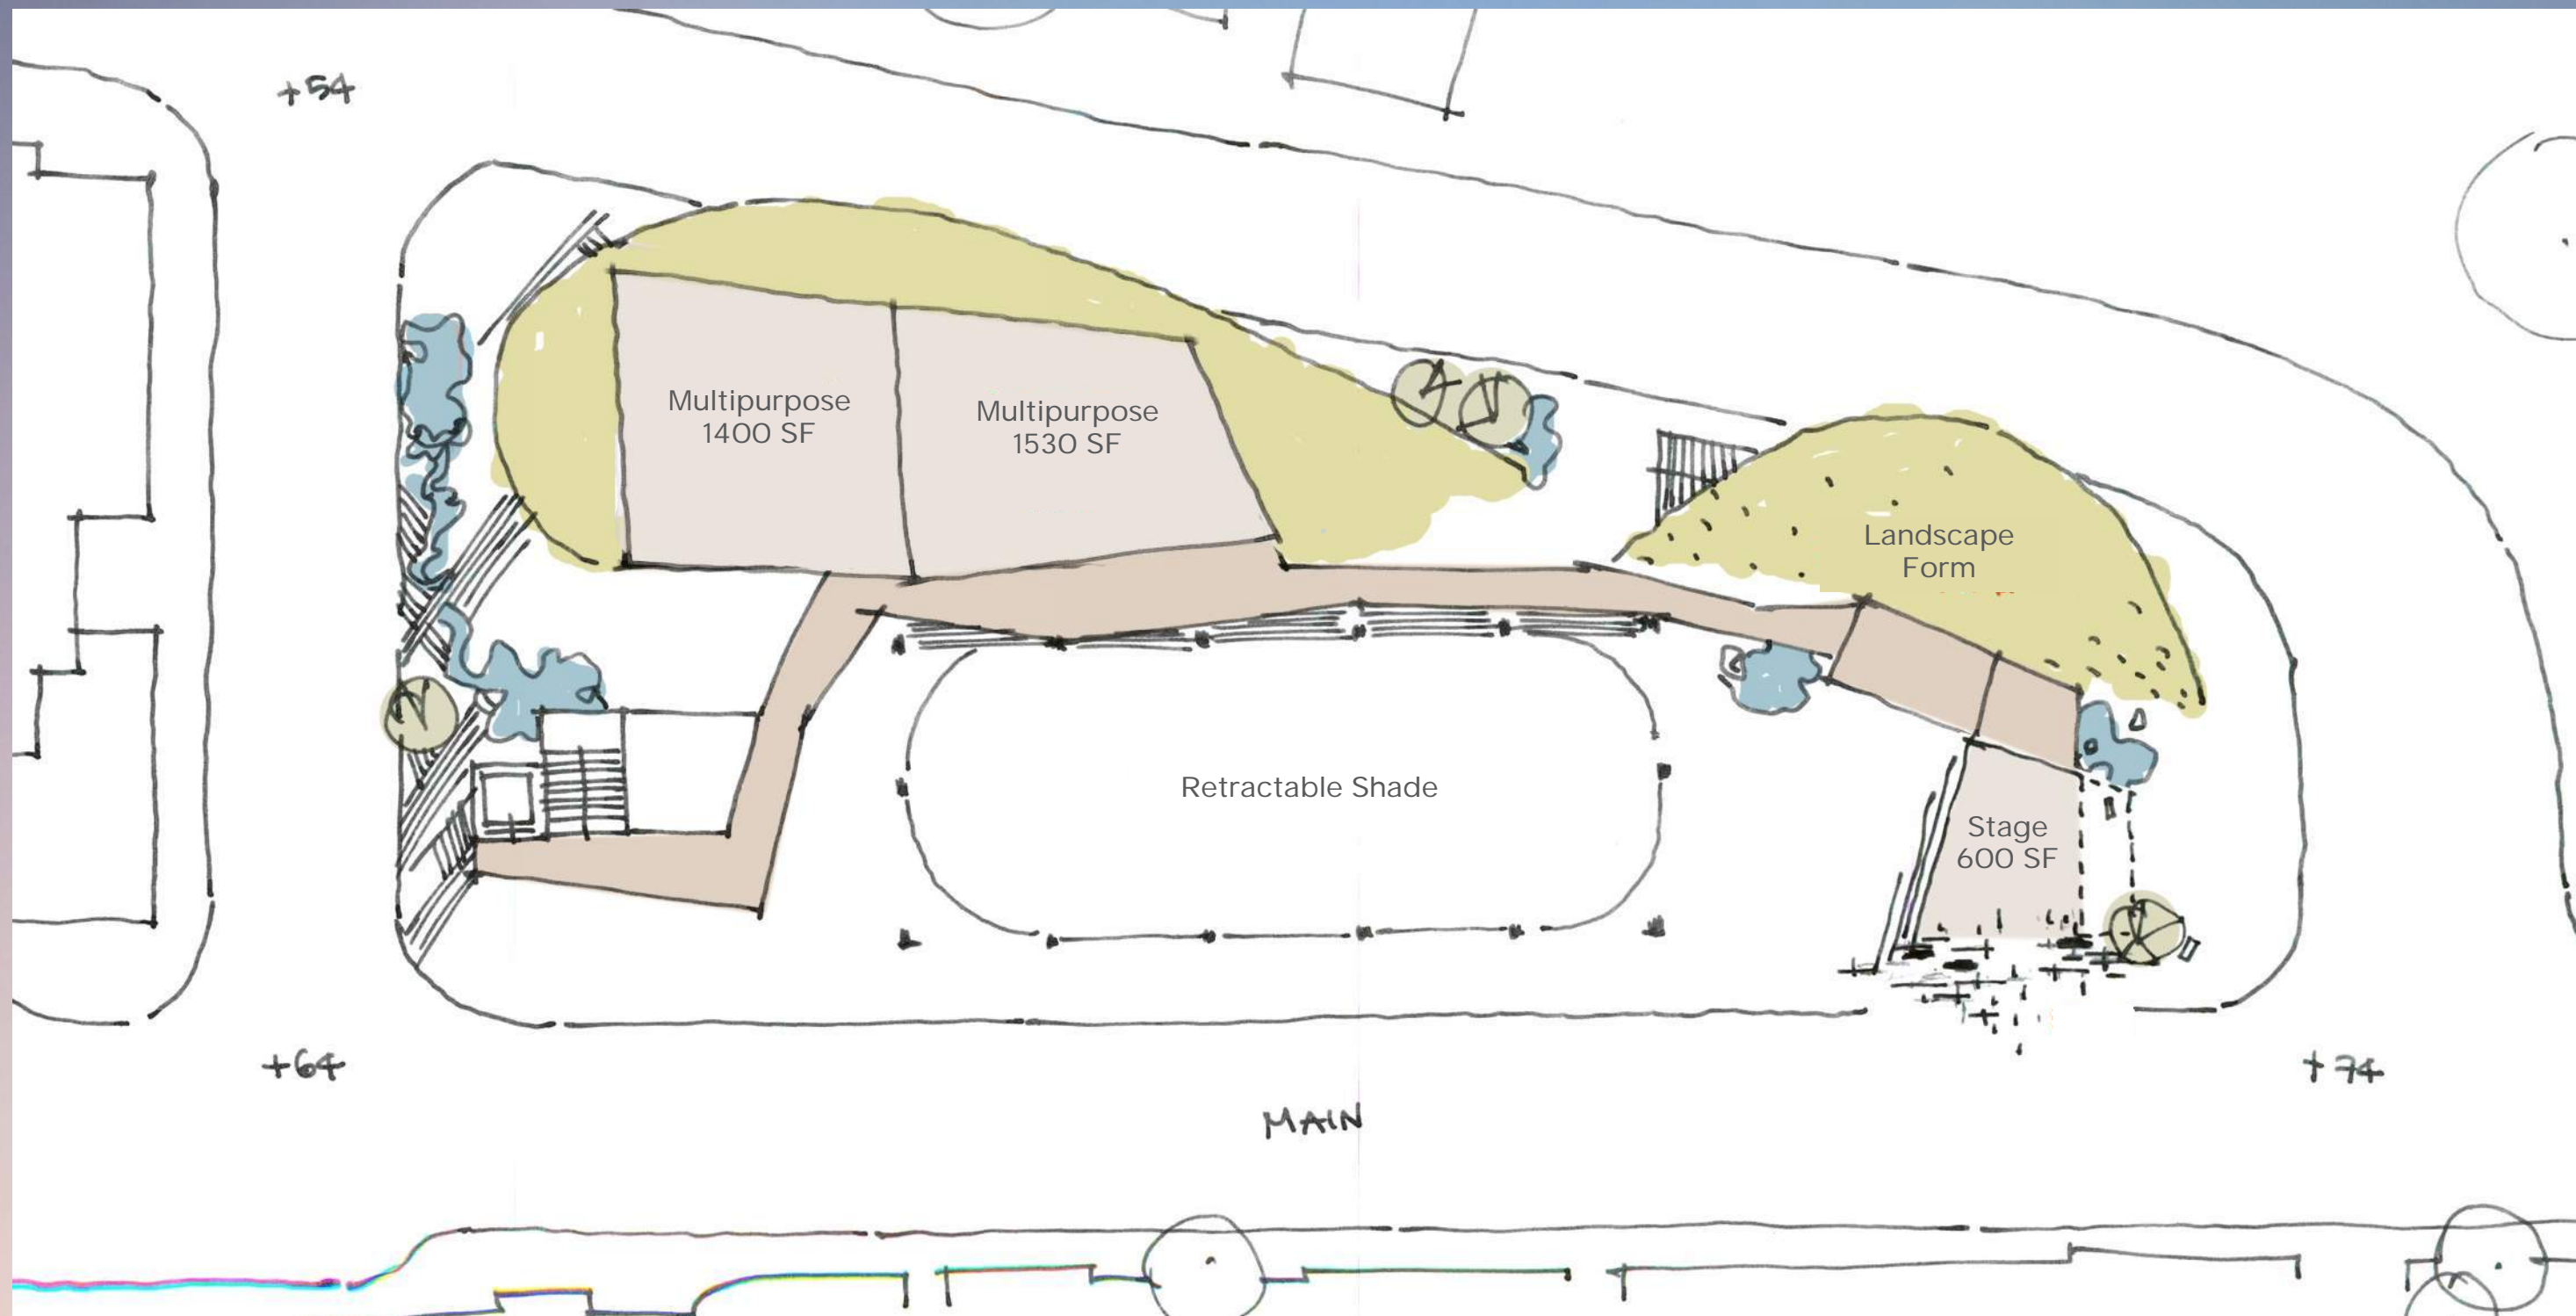 +54
Multipurpose
1400 SF
Multipurpose
1530 SF
Landscape
Form
Retractable Shade
Stage
600 SF
+64
+74
MAIN